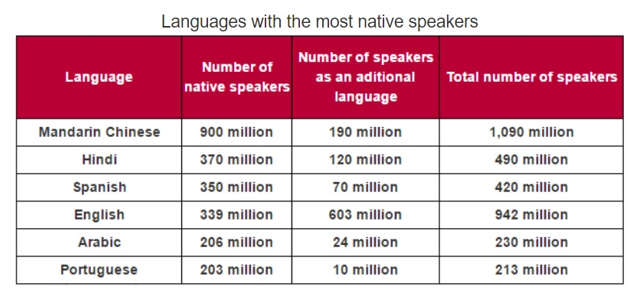 Languages with the most native speakers
Language
Number of
native speakers
Number of speakers
as an aditional
language
Total number of speakers
Mandarin Chinese 900 million 190 million 1,090 million
Hindi 370 million 120 million 490 million
Spanish 350 million 70 million 420 million
English 339 million 603 million 942 million
Arabic 206 million 24 million 230 million
Portuguese 203 million 10 million 213 million